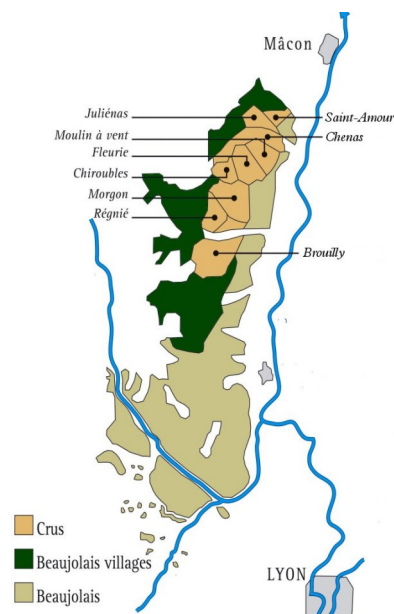 Mâcon
Juliénas
Saint-Amour
Moulin à vent
Chenas
Fleurie
Chiroubles
Morgon
Régnié
Brouilly
Crus
Beaujolais villages
LYON
Beaujolais